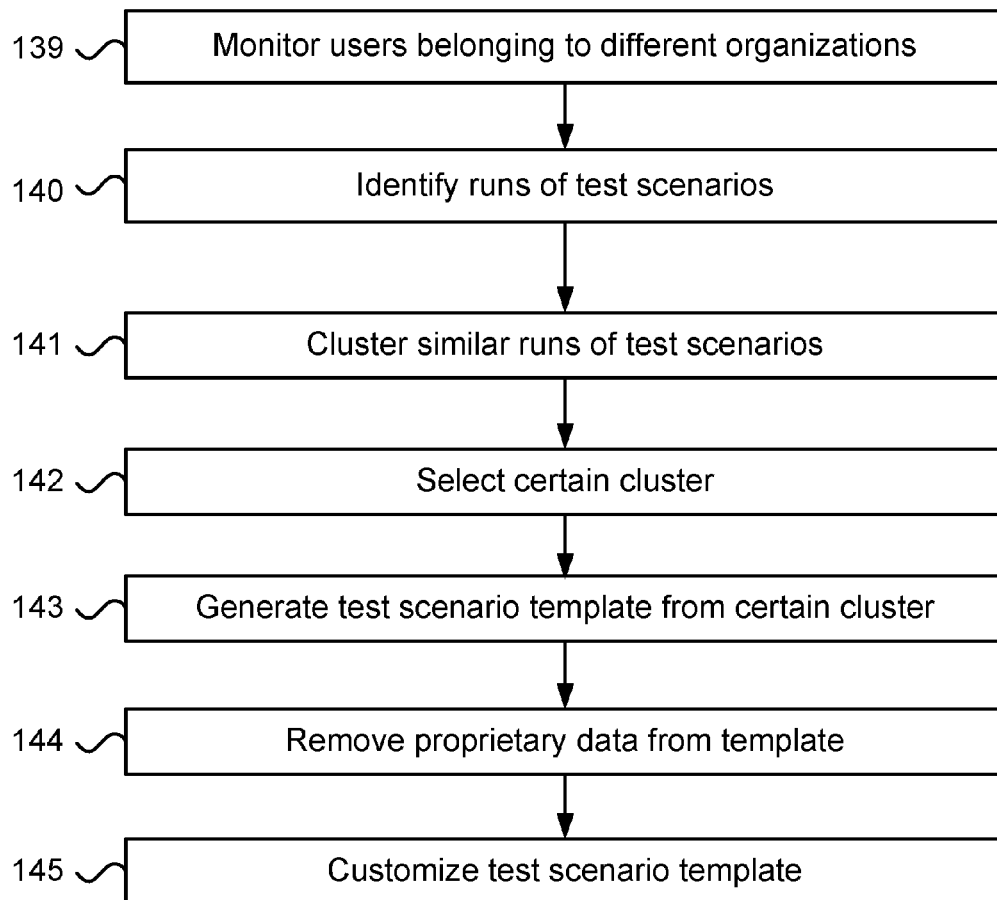 139 Monitor users belonging to different organizations
140 Identify runs of test scenarios
141 Cluster similar runs of test scenarios
142 Select certain cluster
143 Generate test scenario template from certain cluster
144 Remove proprietary data from template
145 Customize test scenario template